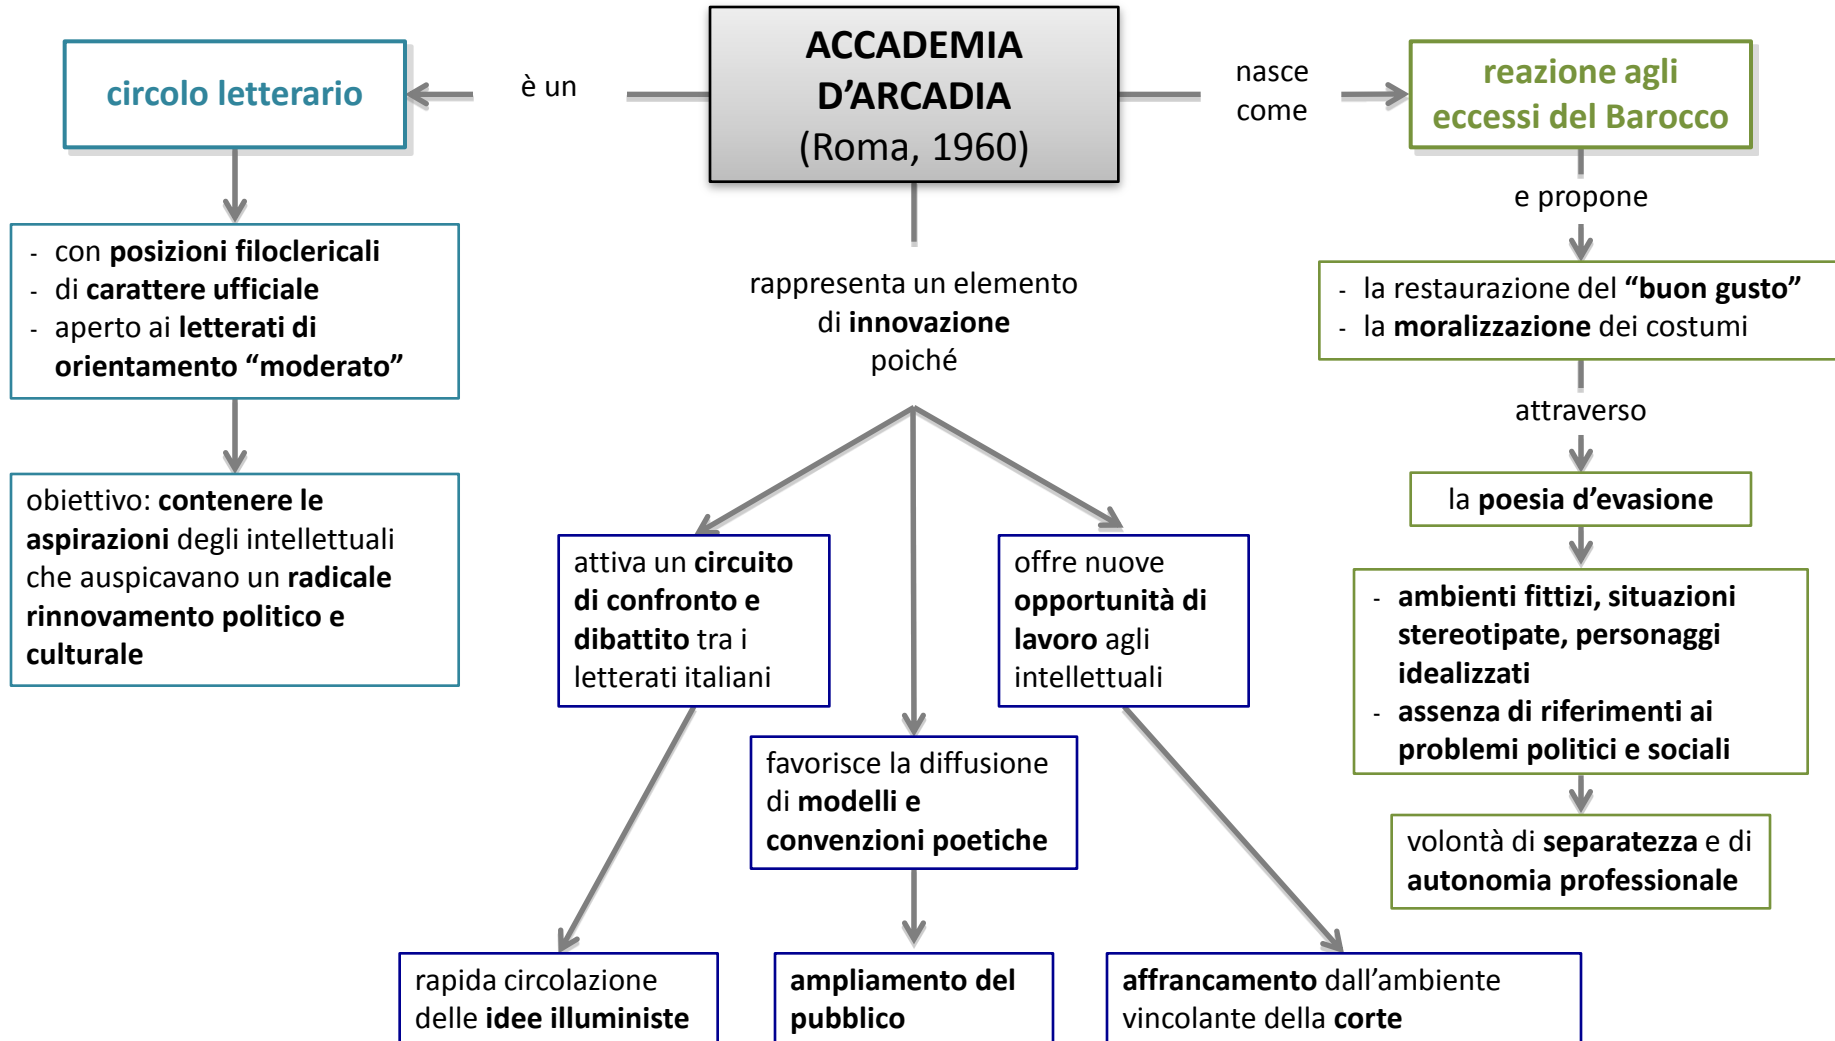 ACCADEMIA
D’ARCADIA
(Roma, 1960)
è un
circolo letterario
- con posizioni filoclericali
- di carattere ufficiale
- aperto ai letterati di
orientamento “moderato”
obiettivo: contenere le
aspirazioni degli intellettuali
che auspicavano un radicale
rinnovamento politico e
culturale
rappresenta un elemento
di innovazione
poiché
attiva un circuito
di confronto e
dibattito tra i
letterati italiani
rapida circolazione
delle idee illuministe
favorisce la diffusione
di modelli e
convenzioni poetiche
ampliamento del
pubblico
offre nuove
opportunità di
lavoro agli
intellettuali
affrancamento dall’ambiente
vincolante della corte
nasce
come
reazione agli
eccessi del Barocco
e propone
- la restaurazione del “buon gusto”
- la moralizzazione dei costumi
attraverso
la poesia d’evasione
- ambienti fittizi, situazioni
stereotipate, personaggi
idealizzati
- assenza di riferimenti ai
problemi politici e sociali
volontà di separatezza e di
autonomia professionale